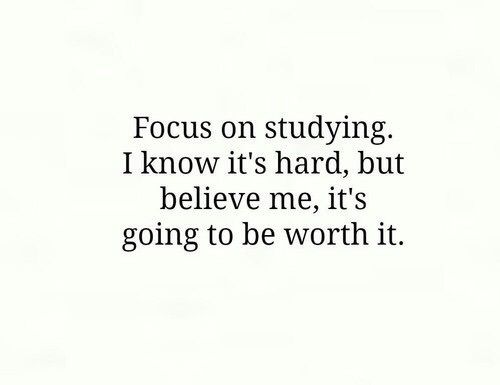 Focus on studying.
I know it's hard, but
believe me, it's
going to be worth it.